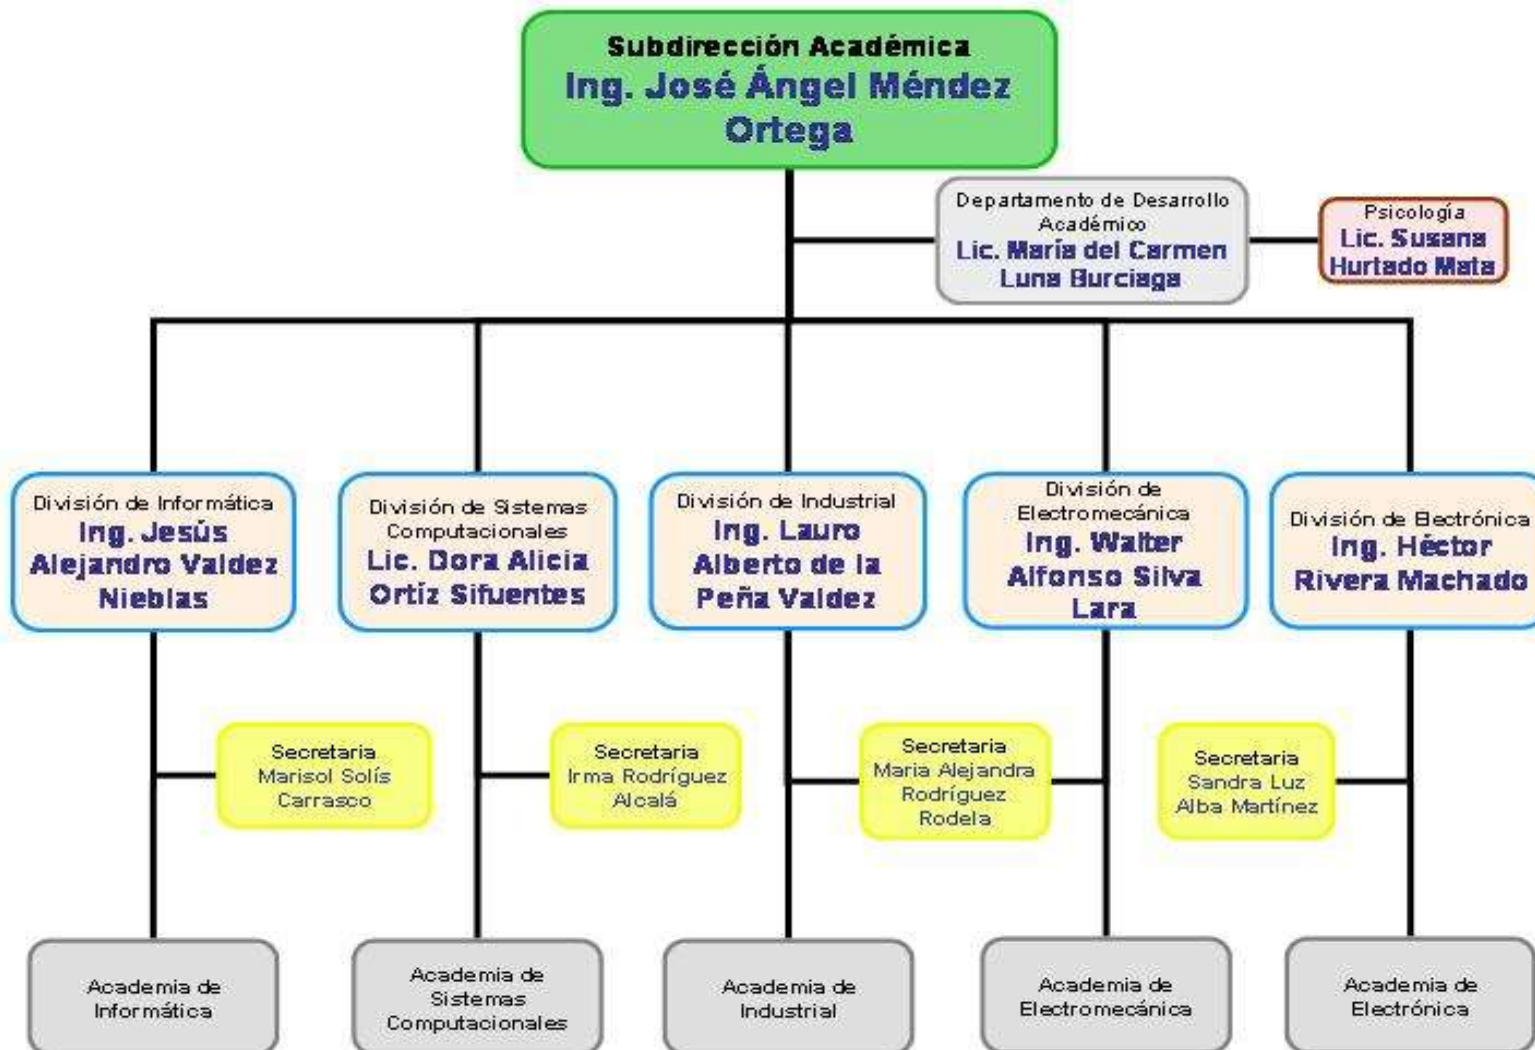 Subdirección Académica
Ing. José Ángel Méndez
Ortega
Departamento de Desarrollo
Académico
Lic. María del Carmen
Luna Burciaga
Psicología
Lic. Susana
Hurtado Mata
División de Informática
Ing. Jesús
Alejandro Valdez
Nieblas
División de Sistemas
Computacionales
Lic. Dora Alicia
Ortíz Sifuentes
División de Industrial
Ing. Lauro
Alberto de la
Peña Valdez
División de
Electromecánica
Ing. Walter
Alfonso Silva
Lara
División de Electrónica
Ing. Héctor
Rivera Machado
Secretaria
Marisol Solís
Carrasco
Secretaria
Irma Rodríguez
Alcalá
Secretaria
Maria Alejandra
Rodríguez
Rodela
Secretaria
Sandra Luz
Alba Martínez
Academia de
Informática
Academia de
Sistemas
Computacionales
Academia de
Industrial
Academia de
Electromecánica
Academia de
Electrónica